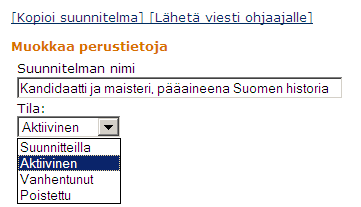 [Kopioi suunnitelma] [Lähetä viesti ohjaajalle]
Muokkaa perustietoja
Suunnitelman nimi
Kandidaatti ja maisteri, pääaineena Suomen historia
Tila:
Aktiivinen
Suunnitteilla
Aktiivinen
Vanhentunut
Poistettu